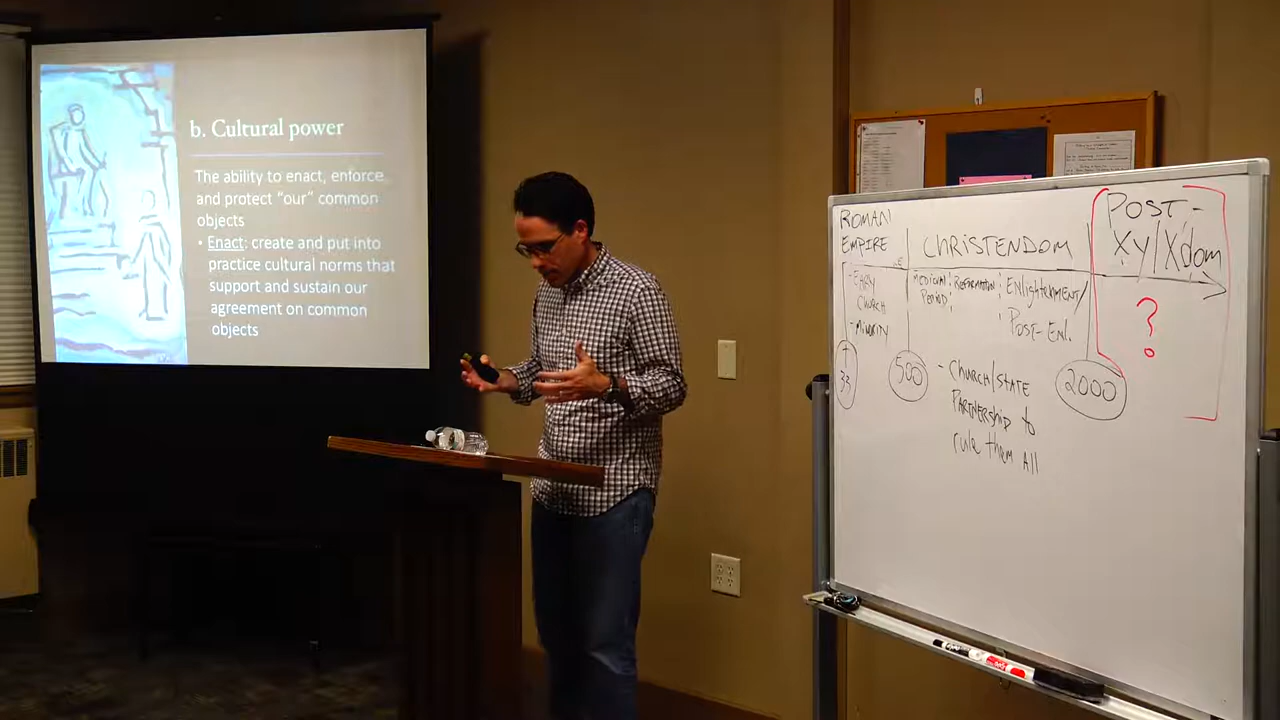 b. Cultural power
The ability to enact, enforce
and protect "our" common
objects
• Enact: create and put into
practice cultural norms that
support and sustain our
agreement on common
objects
ROMAN
EMPIRE
- EARLY
CHURCH
- MINORITY
33
CHRISTENDOM
MEDIEVAL
PERIOD
REFORMATION
ENLIGHTENMENT/
POST-ENL.
500
- CHURCH/STATE
PARTNERSHIP to
rule them All
2000
POST-
Xy/Xdom
?